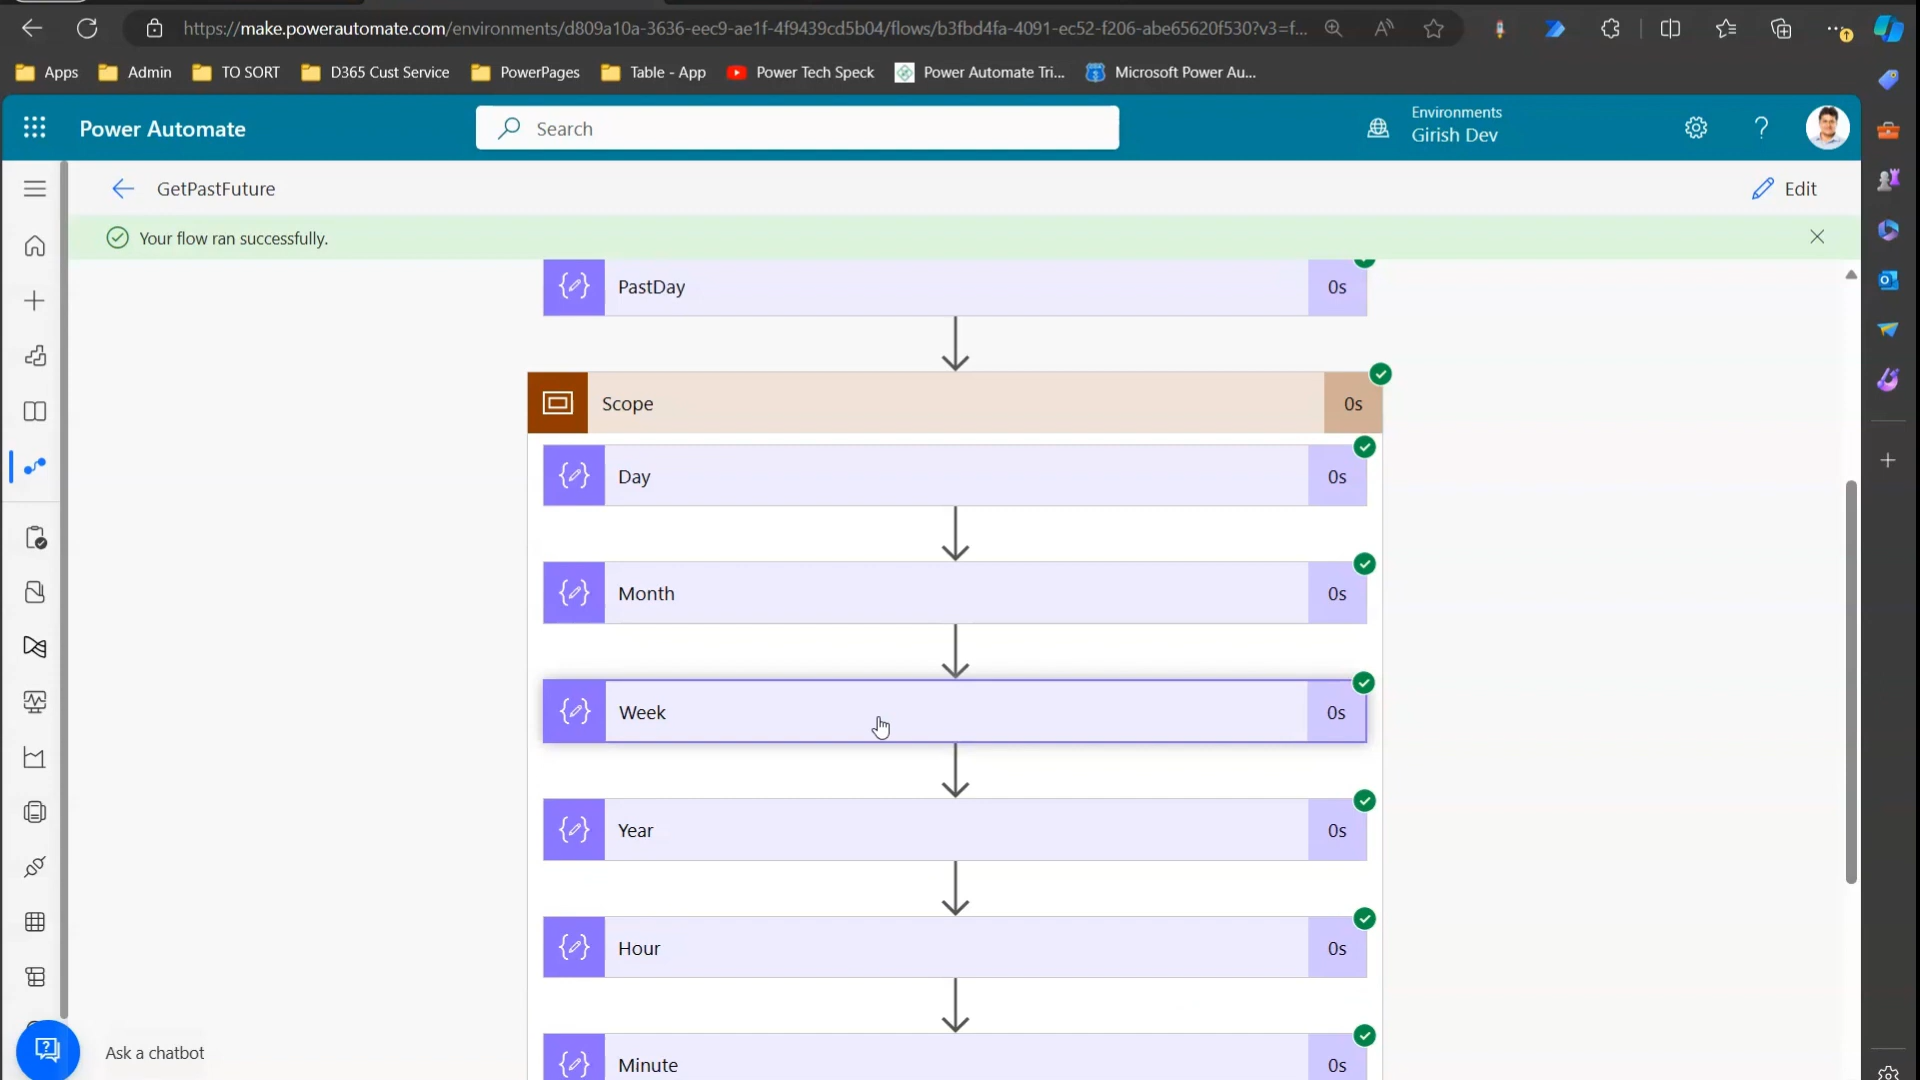 https://make.powerautomate.com/environments/d809a10a-3636-eec9-ae1f-4f9439cd5b04/flows/b3fbd4fa-4091-ec52-f206-abe65620f530?v3=f...
Apps Admin TO SORT D365 Cust Service PowerPages Table - App Power Tech Speck Power Automate Tri... Microsoft Power Au...
Power Automate
Search
Environments
Girish Dev
GetPastFuture
Edit
Your flow ran successfully.
PastDay 0s
Scope 0s
Day 0s
Month 0s
Week 0s
Year 0s
Hour 0s
Minute 0s
Ask a chatbot